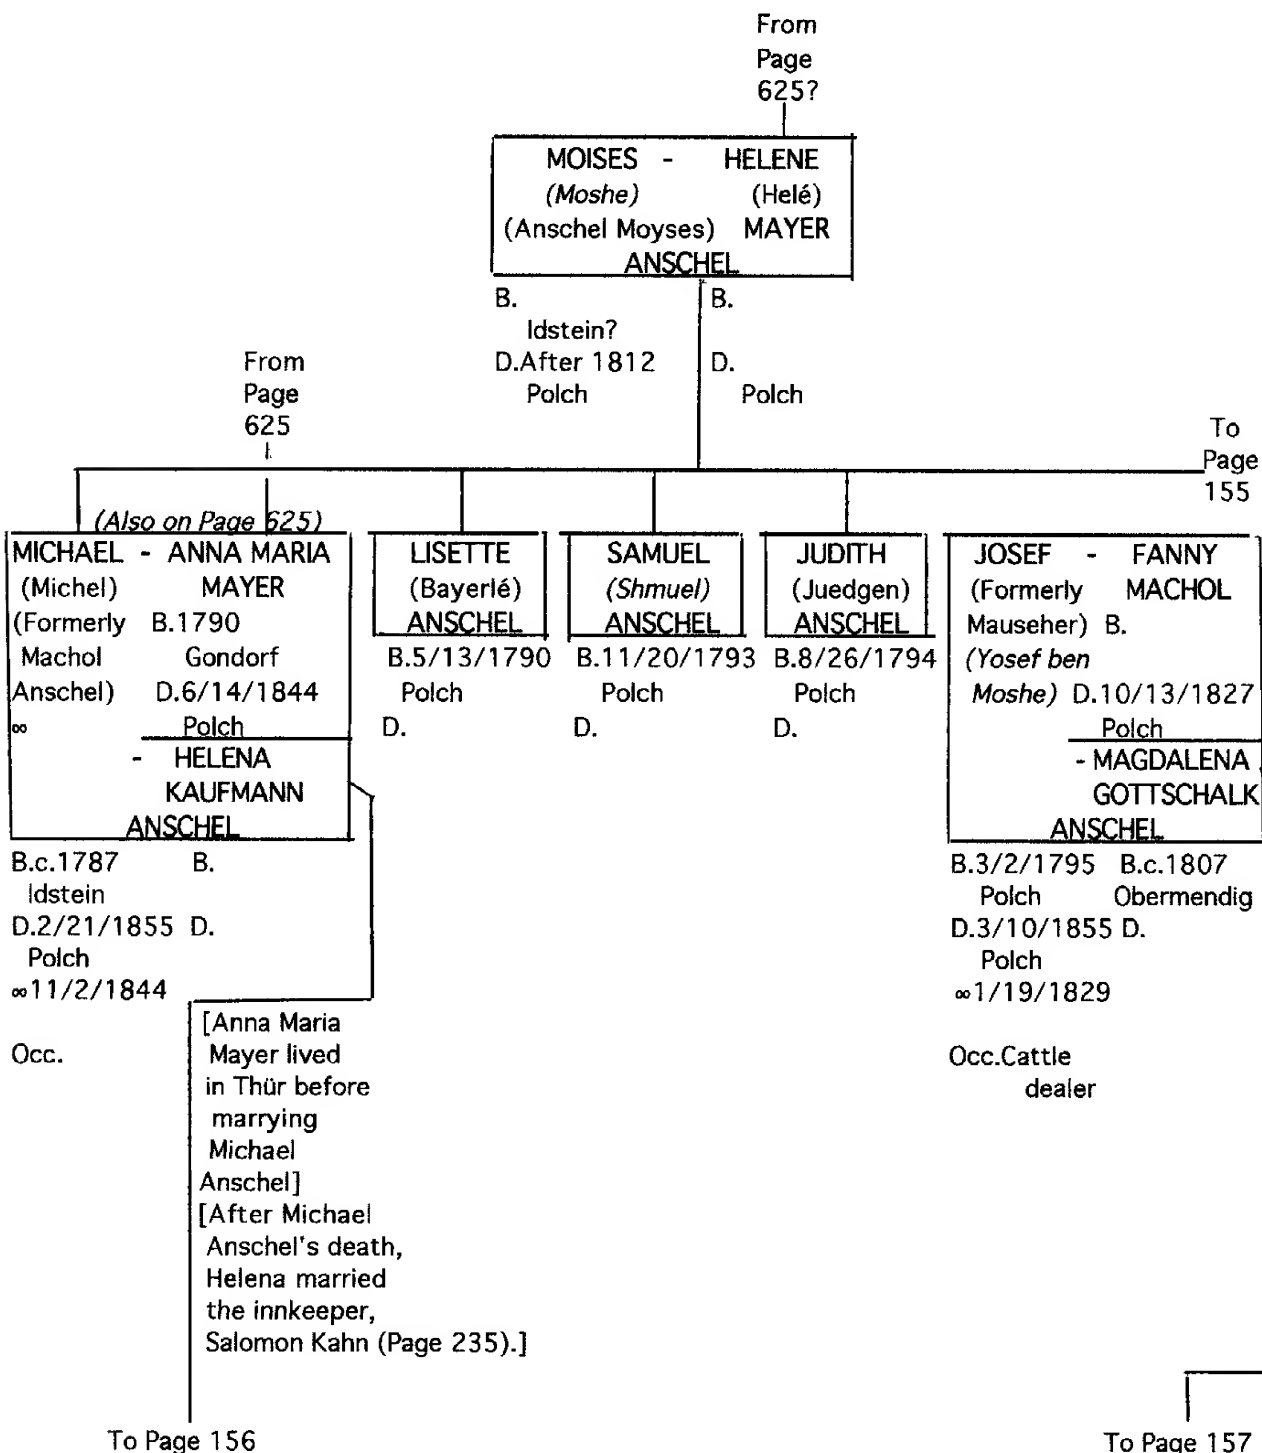 From
Page
625?
MOISES - HELENE
(Moshe) (Helé)
(Anschel Moyses) MAYER
ANSCHEL
B. B.
Idstein?
D.After 1812 D.
Polch Polch
From
Page
625
To
Page
155
(Also on Page 625)
MICHAEL - ANNA MARIA
(Michel) MAYER
(Formerly B.1790
Machol Gondorf
Anschel) D.6/14/1844
∞ Polch
- HELENA
KAUFMANN
ANSCHEL
B.c.1787 B.
Idstein
D.2/21/1855 D.
Polch
∞11/2/1844
Occ.
[Anna Maria
Mayer lived
in Thür before
marrying
Michael
Anschel]
[After Michael
Anschel's death,
Helena married
the innkeeper,
Salomon Kahn (Page 235).]
To Page 156
LISETTE
(Bayerlé)
ANSCHEL
B.5/13/1790
Polch
D.
SAMUEL
(Shmuel)
ANSCHEL
B.11/20/1793
Polch
D.
JUDITH
(Juedgen)
ANSCHEL
B.8/26/1794
Polch
D.
JOSEF - FANNY
(Formerly MACHOL
Mauseher) B.
(Yosef ben
Moshe) D.10/13/1827
Polch
- MAGDALENA
GOTTSCHALK
ANSCHEL
B.3/2/1795 B.c.1807
Polch Obermendig
D.3/10/1855 D.
Polch
∞1/19/1829
Occ.Cattle
dealer
To Page 157